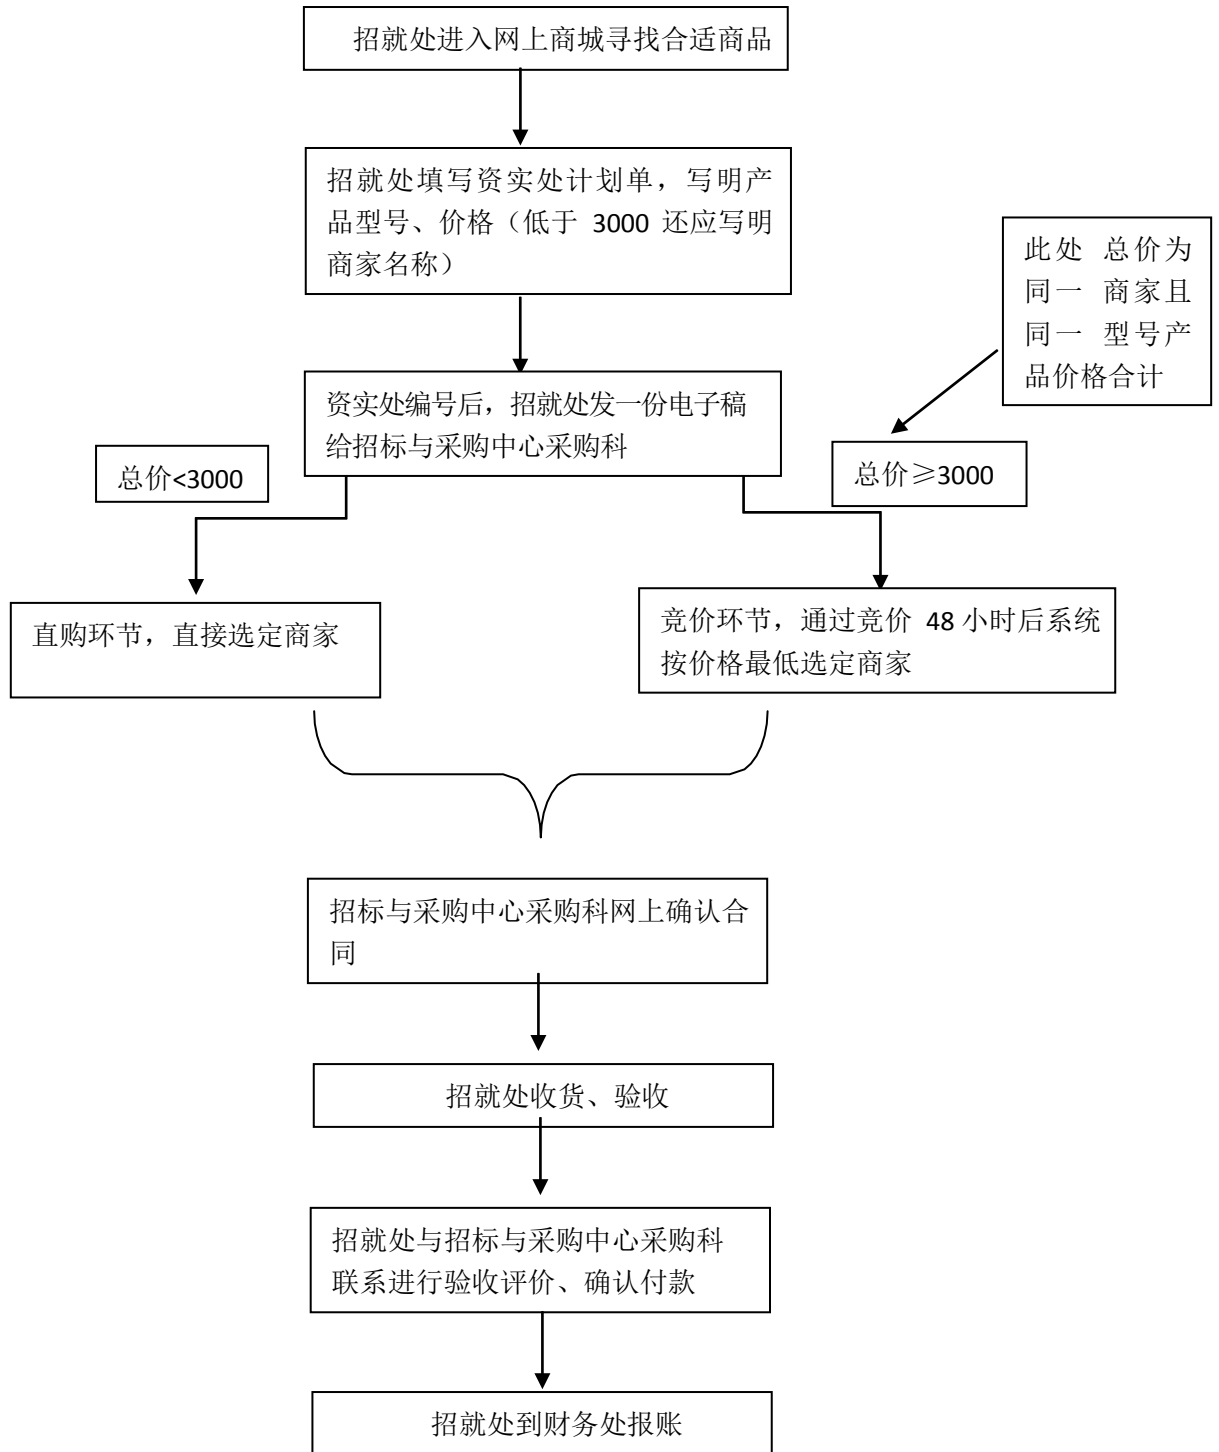 招就处进入网上商城寻找合适商品
招就处填写资实处计划单，写明产
品型号、价格（低于 3000 还应写明
商家名称）
此处 总价为
同一 商家且
同一 型号产
品价格合计
资实处编号后，招就处发一份电子稿
给招标与采购中心采购科
总价<3000
总价≥3000
直购环节，直接选定商家
竞价环节，通过竞价 48 小时后系统
按价格最低选定商家
招标与采购中心采购科网上确认合
同
招就处收货、验收
招就处与招标与采购中心采购科
联系进行验收评价、确认付款
招就处到财务处报账